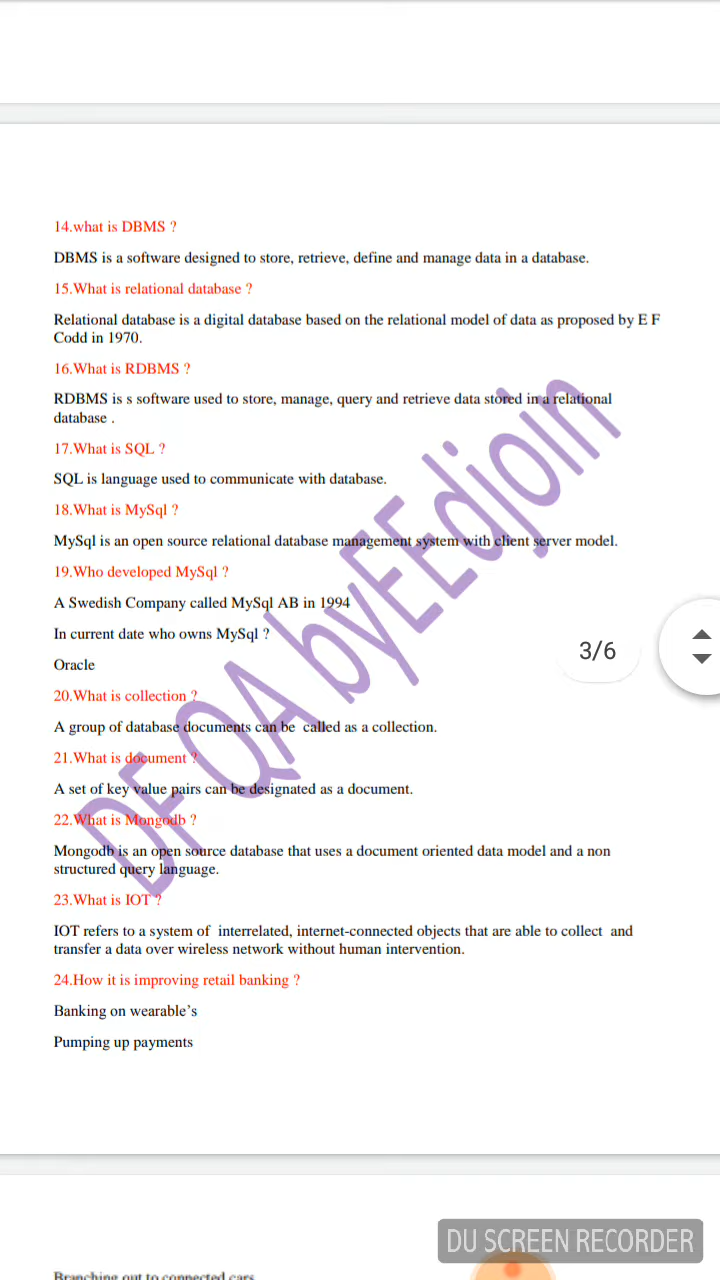 14.what is DBMS ?
DBMS is a software designed to store, retrieve, define and manage data in a database.
15.What is relational database ?
Relational database is a digital database based on the relational model of data as proposed by E F
Codd in 1970.
16.What is RDBMS ?
RDBMS is s software used to store, manage, query and retrieve data stored in a relational
database .
17.What is SQL ?
SQL is language used to communicate with database.
18.What is MySql ?
MySql is an open source relational database management system with client server model.
19.Who developed MySql ?
A Swedish Company called MySql AB in 1994
In current date who owns MySql ?
Oracle
3/6
20.What is collection ?
A group of database documents can be  called as a collection.
21.What is document ?
A set of key value pairs can be designated as a document.
22.What is Mongodb ?
Mongodb is an open source database that uses a document oriented data model and a non
structured query language.
23.What is IOT ?
IOT refers to a system of  interrelated, internet-connected objects that are able to collect  and
transfer a data over wireless network without human intervention.
24.How it is improving retail banking ?
Banking on wearable’s
Pumping up payments
DF QA byEEdjoin
DU SCREEN RECORDER
Branching out to connected cars